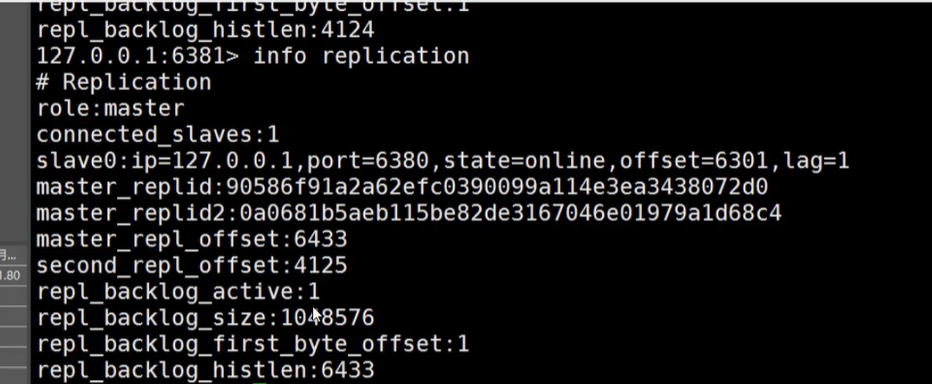 repl_backlog_first_byte_offset:1
repl_backlog_histlen:4124
127.0.0.1:6381> info replication
# Replication
role:master
connected_slaves:1
slave0:ip=127.0.0.1,port=6380,state=online,offset=6301,lag=1
master_replid:90586f91a2a62efc0390099a114e3ea3438072d0
master_replid2:0a0681b5aeb115be82de3167046e01979a1d68c4
master_repl_offset:6433
second_repl_offset:4125
repl_backlog_active:1
repl_backlog_size:1048576
repl_backlog_first_byte_offset:1
repl_backlog_histlen:6433
月...
1.80